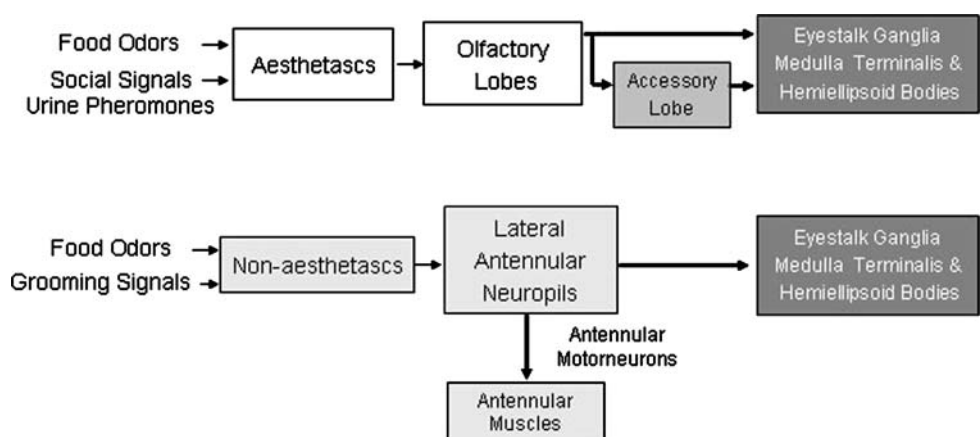 Food Odors
Social Signals
Urine Pheromones
Aesthetascs
Olfactory
Lobes
Accessory
Lobe
Eyestalk Ganglia
Medulla Terminalis &
Hemiellipsoid Bodies
Food Odors
Grooming Signals
Non-aesthetascs
Lateral
Antennular
Neuropils
Eyestalk Ganglia
Medulla Terminalis &
Hemiellipsoid Bodies
Antennular
Motorneurons
Antennular
Muscles